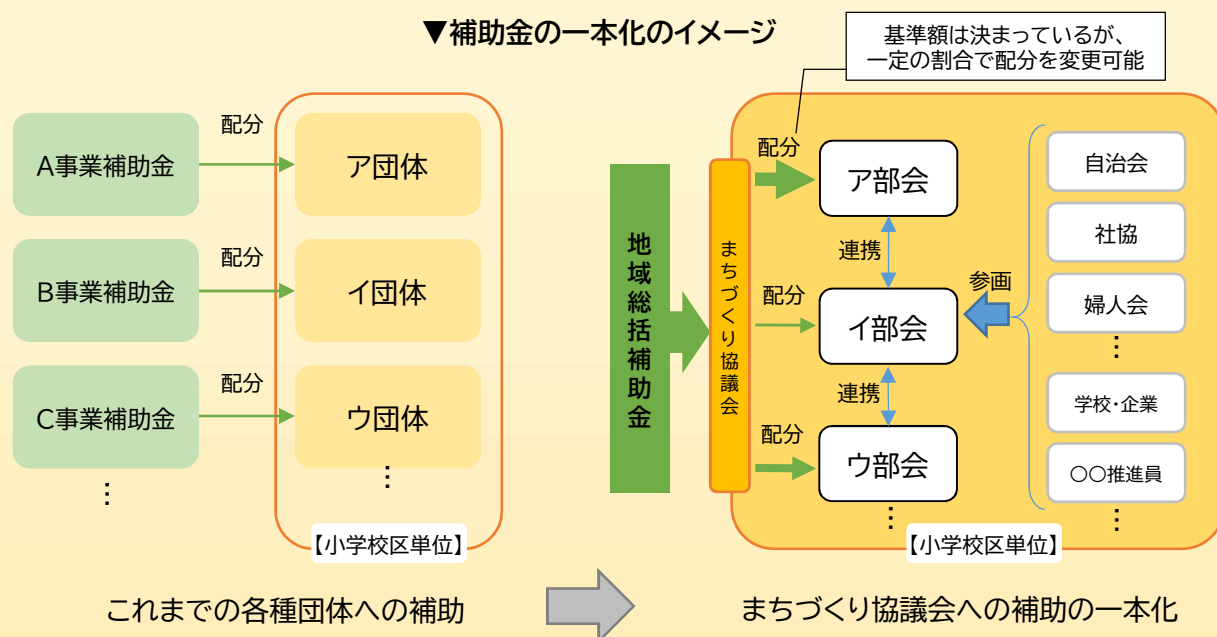 ▼補助金の一本化のイメージ
基準額は決まっているが、
一定の割合で配分を変更可能
A事業補助金
配分
ア団体
B事業補助金
配分
イ団体
C事業補助金
配分
ウ団体
⋮
⋮
【小学校区単位】
これまでの各種団体への補助
地域総括補助金
まちづくり協議会
配分
ア部会
連携
配分
イ部会
連携
配分
ウ部会
⋮
参画
自治会
社協
婦人会
⋮
学校・企業
〇〇推進員
⋮
【小学校区単位】
まちづくり協議会への補助の一本化